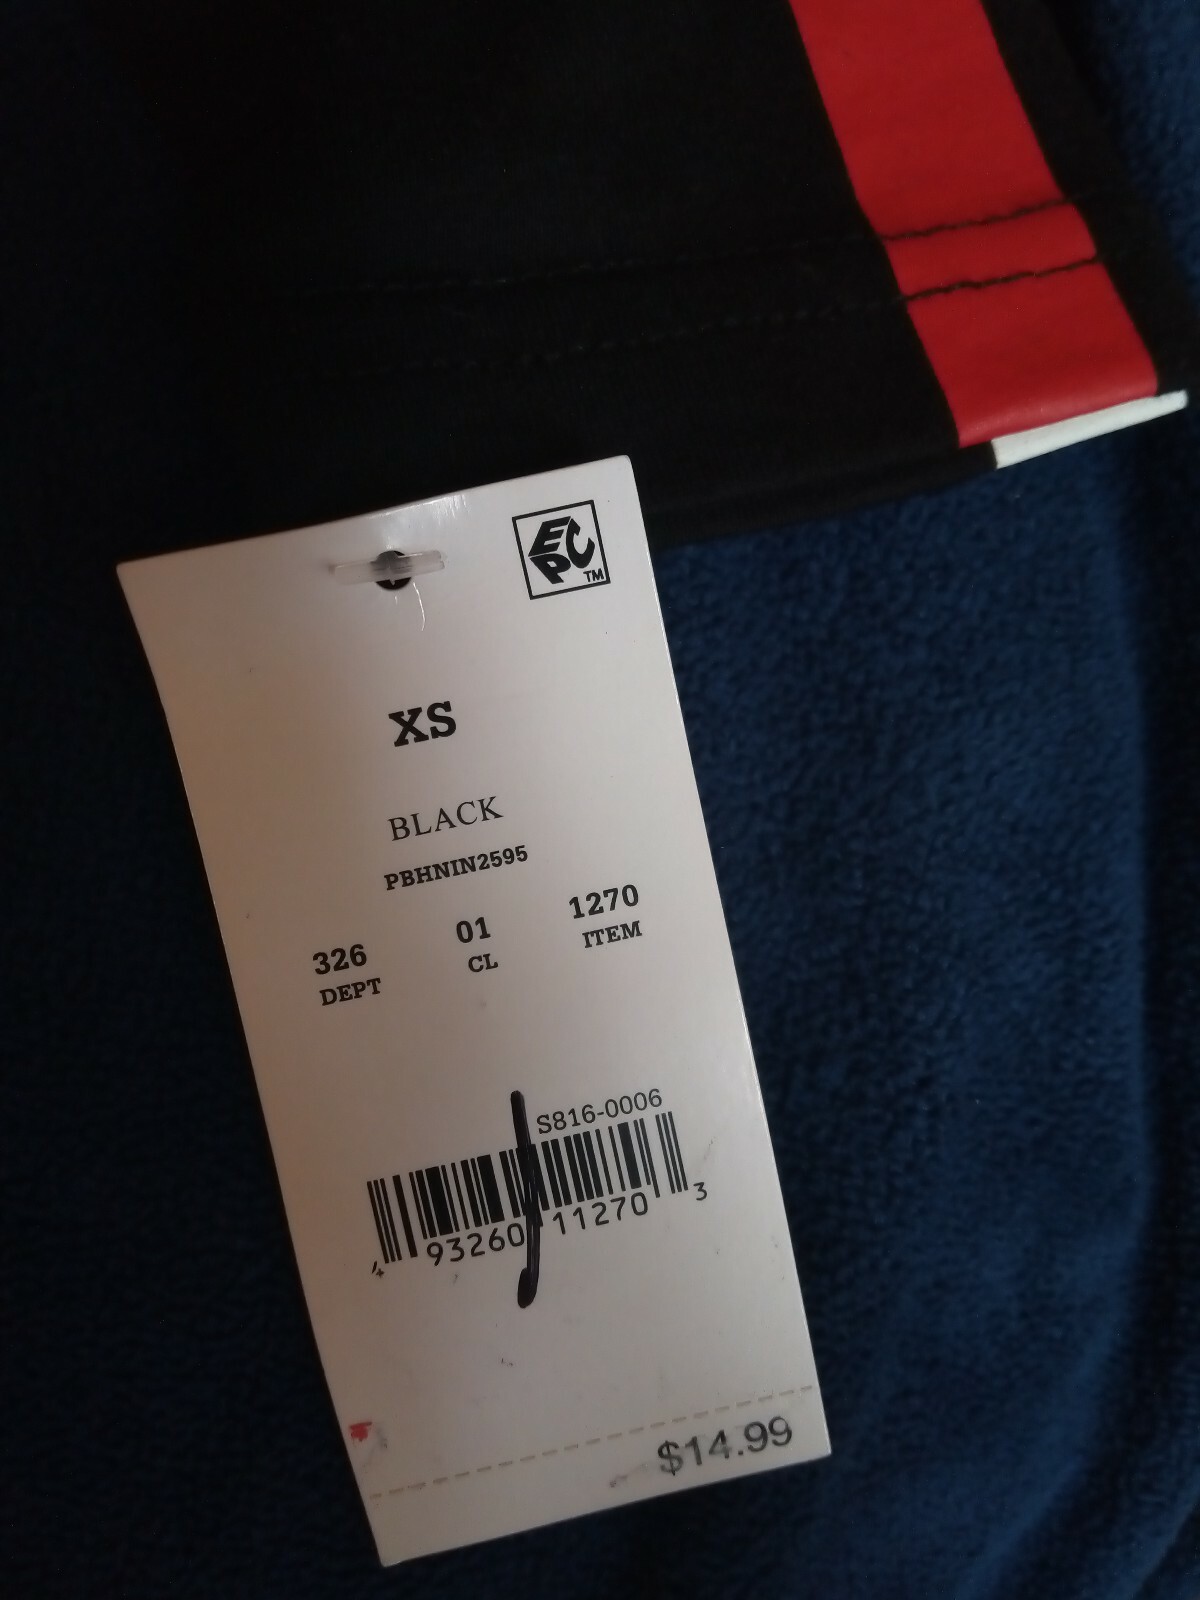 EPC
TM
XS
BLACK
PBHNIN2595
326 01 1270
DEPT CL ITEM
S816-0006
4 93260 11270 3
$14.99